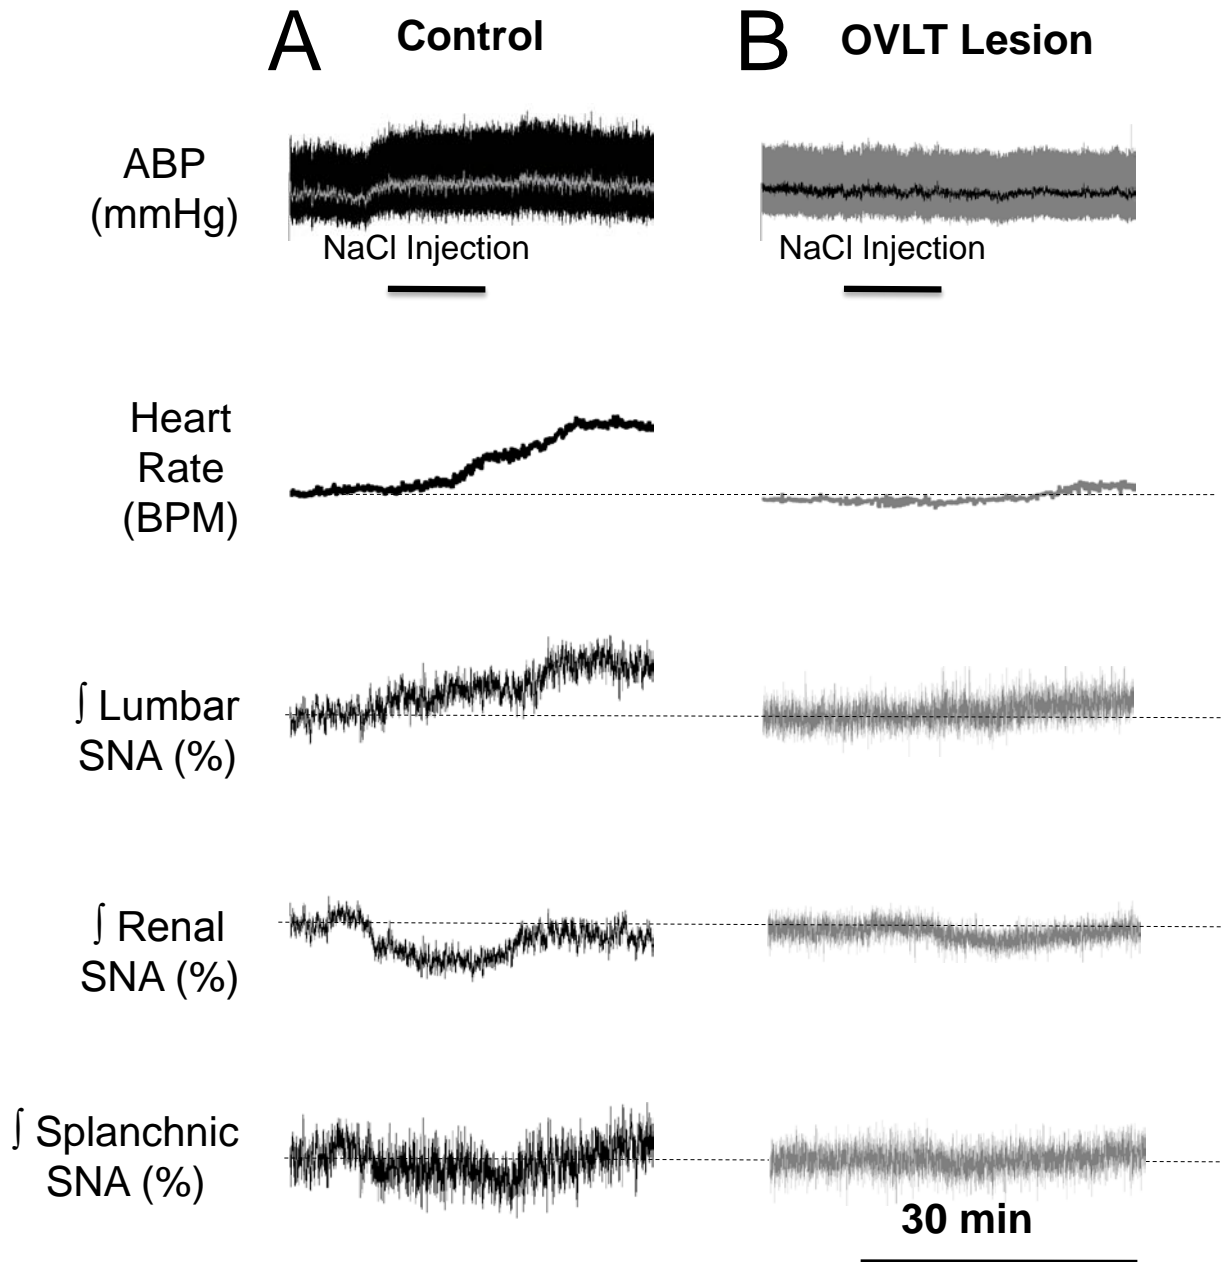 A Control
B OVLT Lesion
ABP
(mmHg)
NaCl Injection
NaCl Injection
Heart
Rate
(BPM)
∫ Lumbar
SNA (%)
∫ Renal
SNA (%)
∫ Splanchnic
SNA (%)
30 min